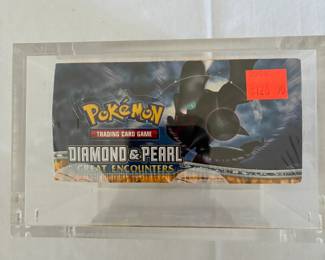 POKéMON
TRADING CARD GAME
DIAMOND & PEARL
GREAT ENCOUNTERS